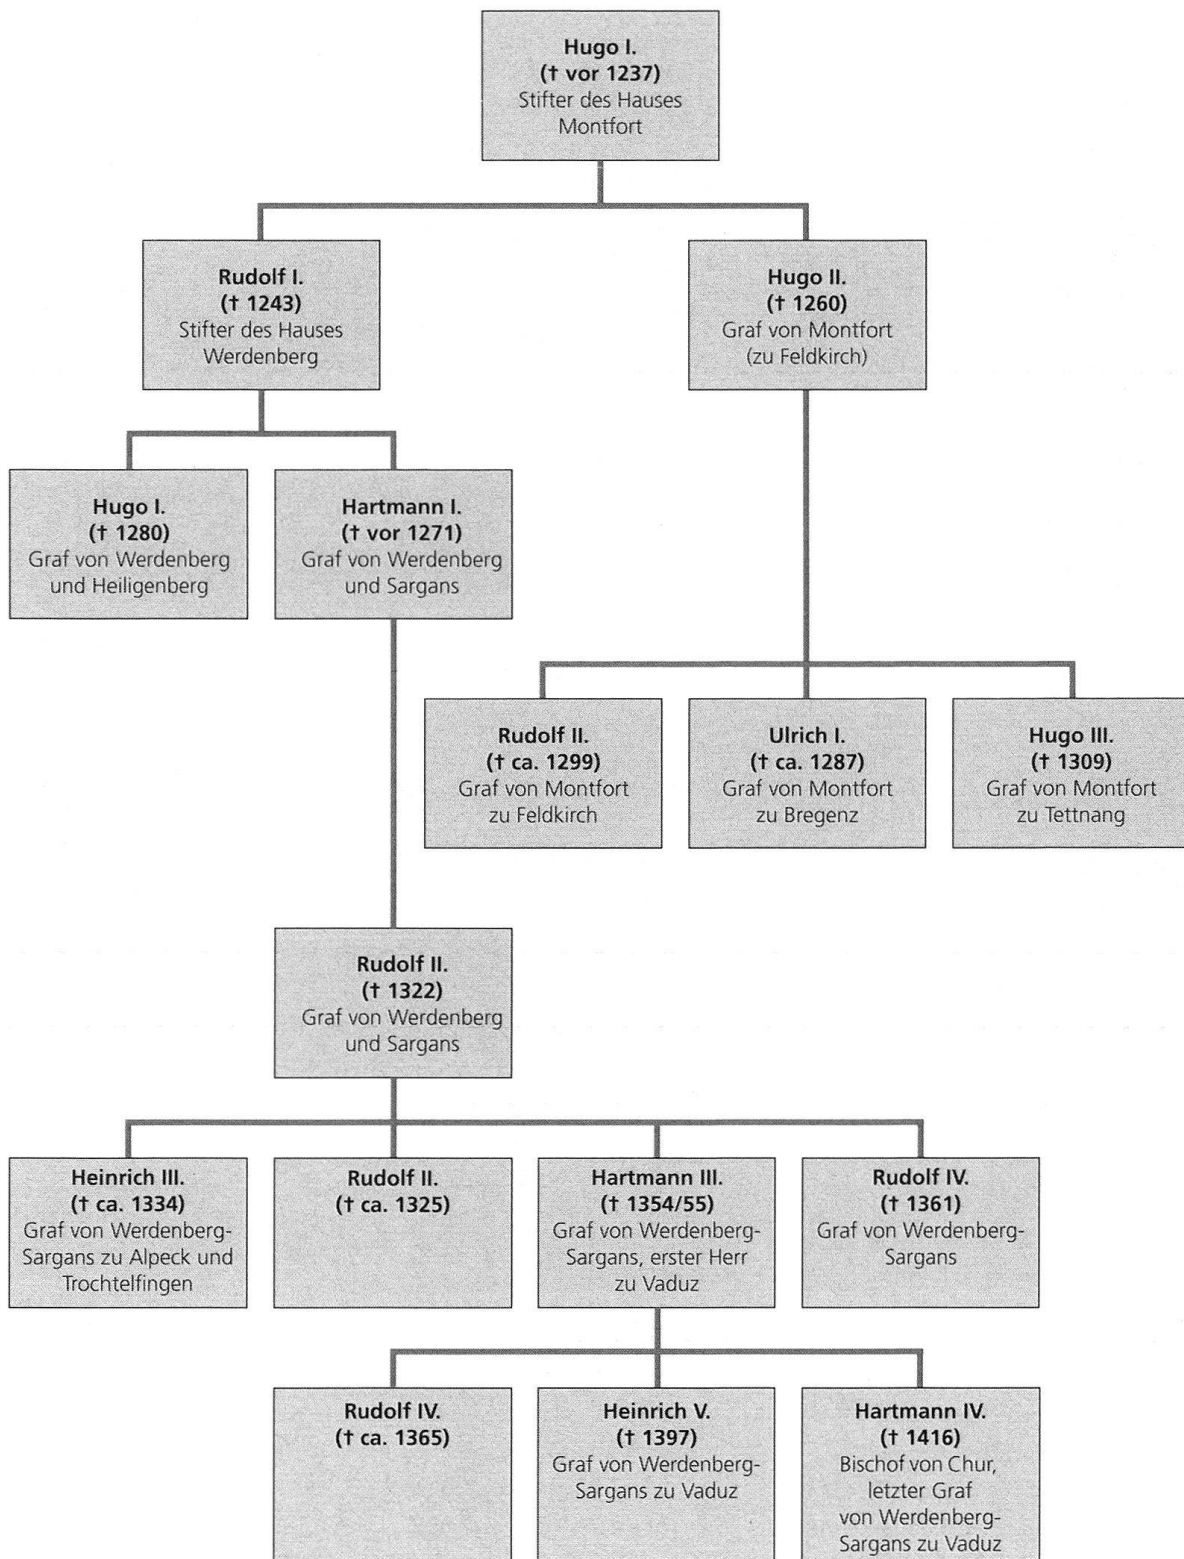 Hugo I.
(† vor 1237)
Stifter des Hauses
Montfort
Rudolf I.
(† 1243)
Stifter des Hauses
Werdenberg
Hugo II.
(† 1260)
Graf von Montfort
(zu Feldkirch)
Hugo I.
(† 1280)
Graf von Werdenberg
und Heiligenberg
Hartmann I.
(† vor 1271)
Graf von Werdenberg
und Sargans
Rudolf II.
(† ca. 1299)
Graf von Montfort
zu Feldkirch
Ulrich I.
(† ca. 1287)
Graf von Montfort
zu Bregenz
Hugo III.
(† 1309)
Graf von Montfort
zu Tettnang
Rudolf II.
(† 1322)
Graf von Werdenberg
und Sargans
Heinrich III.
(† ca. 1334)
Graf von Werdenberg-
Sargans zu Alpeck und
Trochtelfingen
Rudolf II.
(† ca. 1325)
Hartmann III.
(† 1354/55)
Graf von Werdenberg-
Sargans, erster Herr
zu Vaduz
Rudolf IV.
(† 1361)
Graf von Werdenberg-
Sargans
Rudolf IV.
(† ca. 1365)
Heinrich V.
(† 1397)
Graf von Werdenberg-
Sargans zu Vaduz
Hartmann IV.
(† 1416)
Bischof von Chur,
letzter Graf
von Werdenberg-
Sargans zu Vaduz